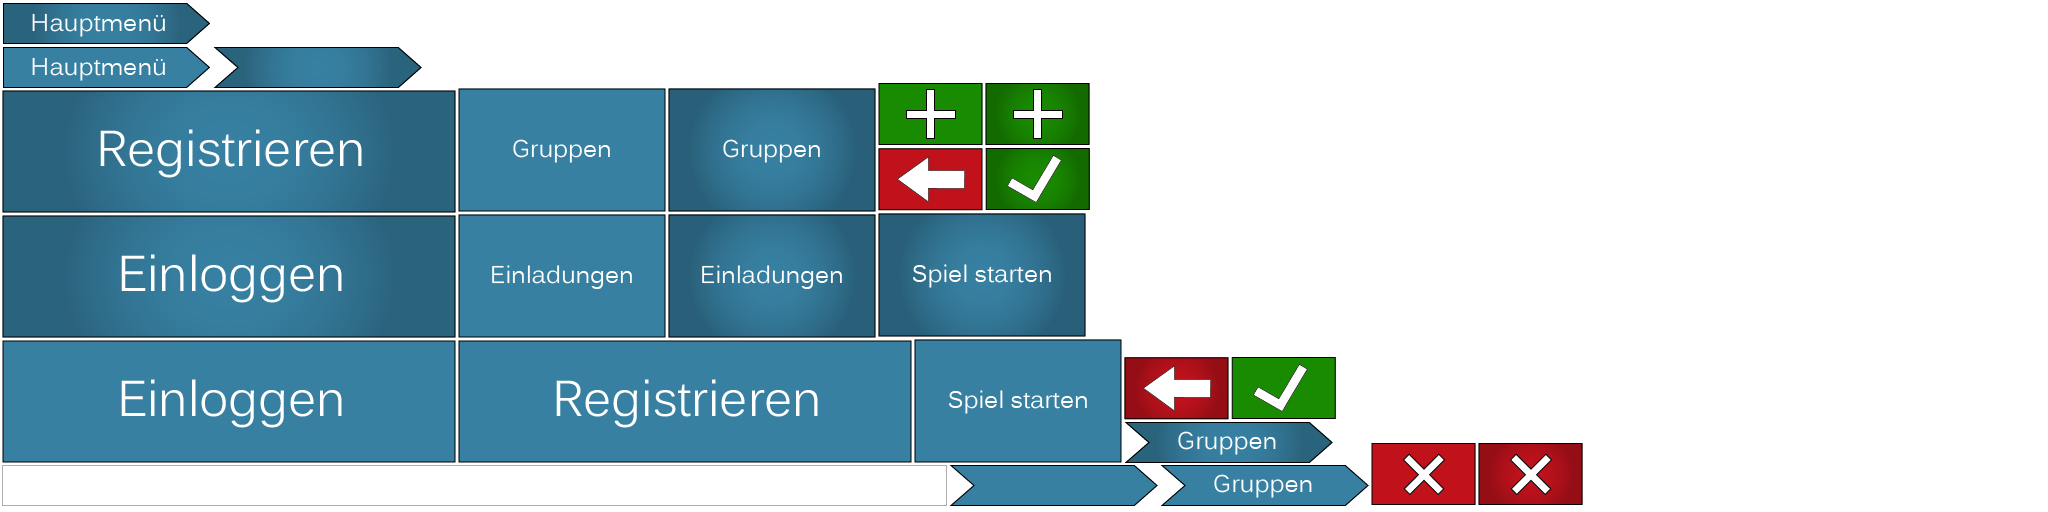 Hauptmenü
Hauptmenü
Registrieren
Gruppen
Gruppen
Einloggen
Einladungen
Einladungen
Spiel starten
Einloggen
Registrieren
Spiel starten
Gruppen
Gruppen